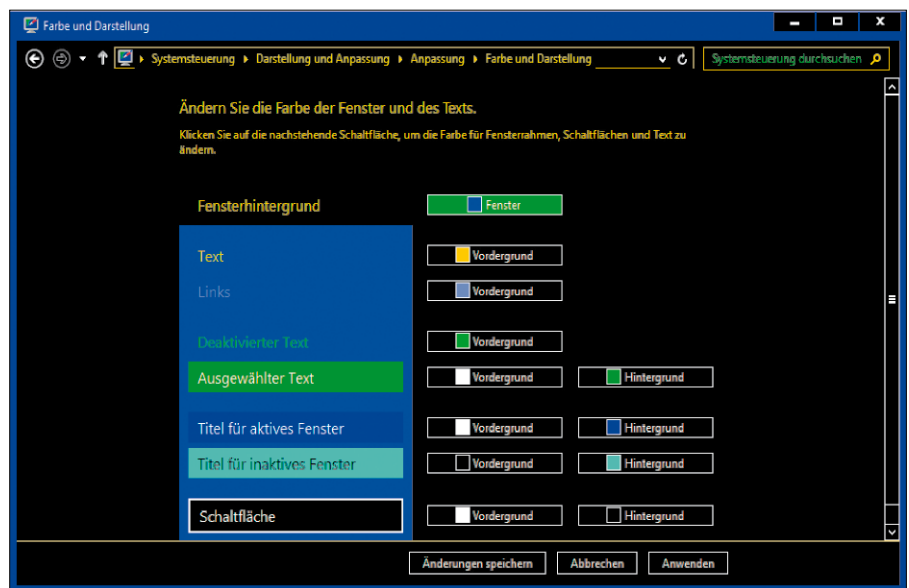 Farbe und Darstellung
Systemsteuerung Darstellung und Anpassung Anpassung Farbe und Darstellung Systemsteuerung durchsuchen
Ändern Sie die Farbe der Fenster und des Texts.
Klicken Sie auf die nachstehende Schaltfläche, um die Farbe für Fensterrahmen, Schaltflächen und Text zu
ändern.
Fensterhintergrund Fenster
Text Vordergrund
Links Vordergrund
Deaktivierter Text Vordergrund
Ausgewählter Text Vordergrund Hintergrund
Titel für aktives Fenster Vordergrund Hintergrund
Titel für inaktives Fenster Vordergrund Hintergrund
Schaltfläche Vordergrund Hintergrund
Änderungen speichern Abbrechen Anwenden